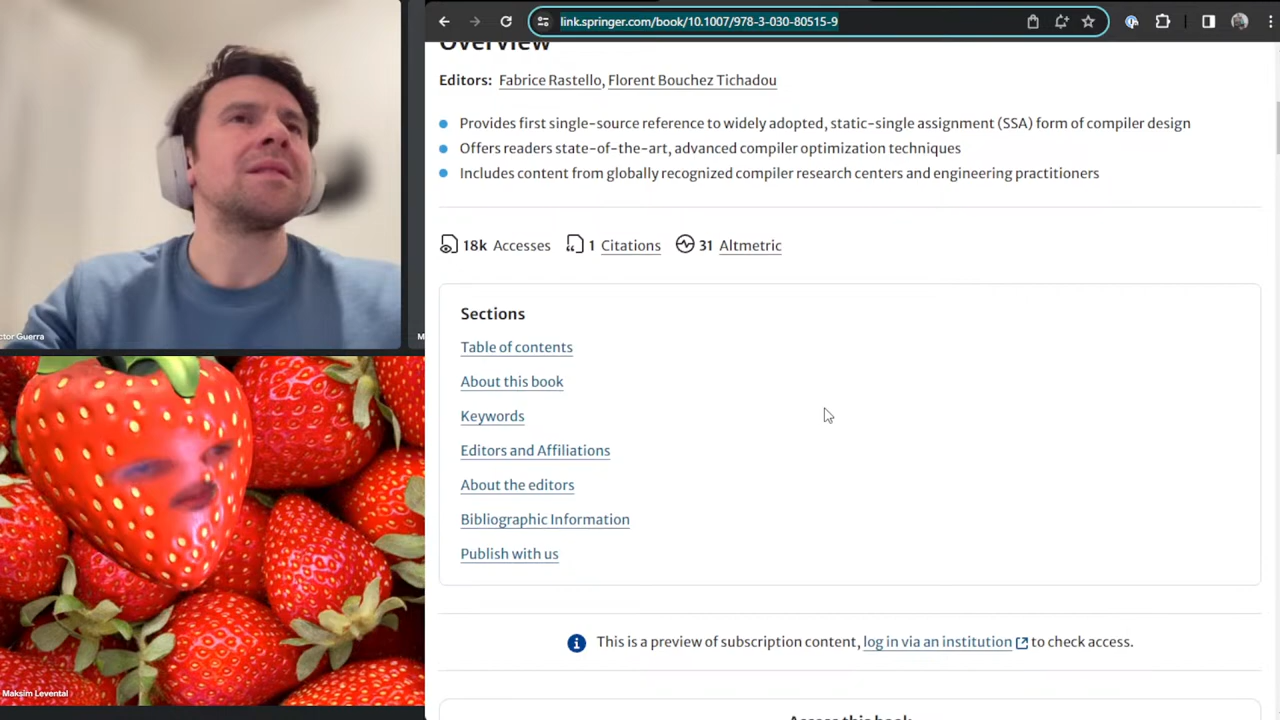 link.springer.com/book/10.1007/978-3-030-80515-9
Overview
Editors: Fabrice Rastello, Florent Bouchez Tichadou
Provides first single-source reference to widely adopted, static-single assignment (SSA) form of compiler design
Offers readers state-of-the-art, advanced compiler optimization techniques
Includes content from globally recognized compiler research centers and engineering practitioners
18k Accesses 1 Citations 31 Altmetric
Sections
Table of contents
About this book
Keywords
Editors and Affiliations
About the editors
Bibliographic Information
Publish with us
This is a preview of subscription content, log in via an institution to check access.
Access this book
ctor Guerra
M
Maksim Levental